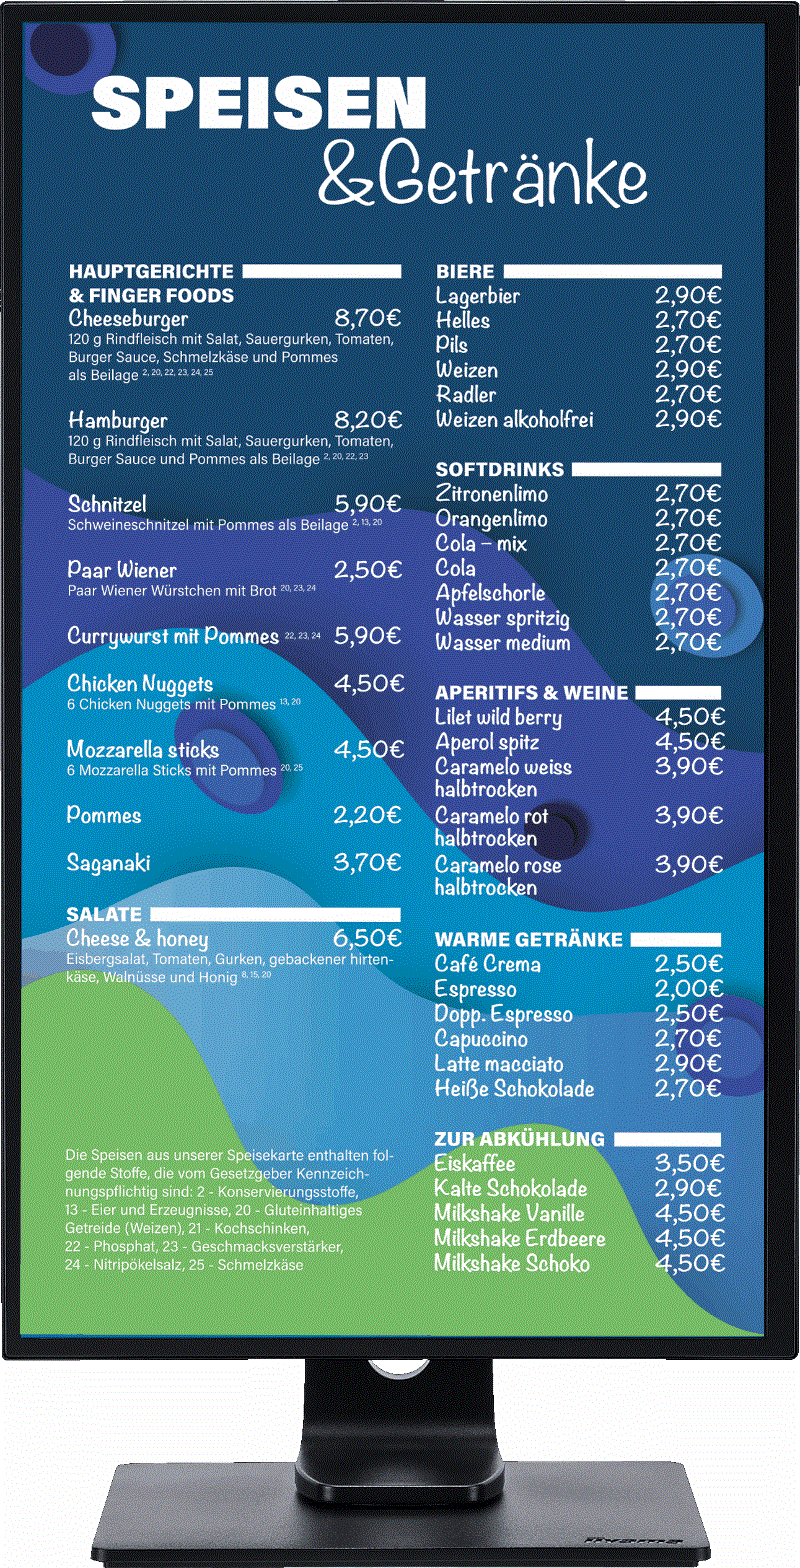 SPEISEN
&Getränke
HAUPTGERICHTE
& FINGER FOODS
Cheeseburger 8,70€
120 g Rindfleisch mit Salat, Sauergurken, Tomaten,
Burger Sauce, Schmelzkäse und Pommes
als Beilage 2, 20, 22, 23, 24, 25
Hamburger 8,20€
120 g Rindfleisch mit Salat, Sauergurken, Tomaten,
Burger Sauce und Pommes als Beilage 2, 20, 22, 23
Schnitzel 5,90€
Schweineschnitzel mit Pommes als Beilage 2, 13, 20
Paar Wiener 2,50€
Paar Wiener Würstchen mit Brot 20, 23, 24
Currywurst mit Pommes 22, 23, 24 5,90€
Chicken Nuggets 4,50€
6 Chicken Nuggets mit Pommes 13, 20
Mozzarella sticks 4,50€
6 Mozzarella Sticks mit Pommes 20, 25
Pommes 2,20€
Saganaki 3,70€
SALATE
Cheese & honey 6,50€
Eisbergsalat, Tomaten, Gurken, gebackener hirten-
käse, Walnüsse und Honig 8, 15, 20
Die Speisen aus unserer Speisekarte enthalten fol-
gende Stoffe, die vom Gesetzgeber Kennzeich-
nungspflichtig sind: 2 - Konservierungsstoffe,
13 - Eier und Erzeugnisse, 20 - Gluteinhaltiges
Getreide (Weizen), 21 - Kochschinken,
22 - Phosphat, 23 - Geschmacksverstärker,
24 - Nitripökelsalz, 25 - Schmelzkäse
BIERE
Lagerbier 2,90€
Helles 2,70€
Pils 2,70€
Weizen 2,90€
Radler 2,70€
Weizen alkoholfrei 2,90€
SOFTDRINKS
Zitronenlimo 2,70€
Orangenlimo 2,70€
Cola – mix 2,70€
Cola 2,70€
Apfelschorle 2,70€
Wasser spritzig 2,70€
Wasser medium 2,70€
APERITIFS & WEINE
Lilet wild berry 4,50€
Aperol spitz 4,50€
Caramelo weiss 3,90€
halbtrocken
Caramelo rot 3,90€
halbtrocken
Caramelo rose 3,90€
halbtrocken
WARME GETRÄNKE
Café Crema 2,50€
Espresso 2,00€
Dopp. Espresso 2,50€
Capuccino 2,70€
Latte macciato 2,90€
Heiße Schokolade 2,70€
ZUR ABKÜHLUNG
Eiskaffee 3,50€
Kalte Schokolade 2,90€
Milkshake Vanille 4,50€
Milkshake Erdbeere 4,50€
Milkshake Schoko 4,50€
iiyama